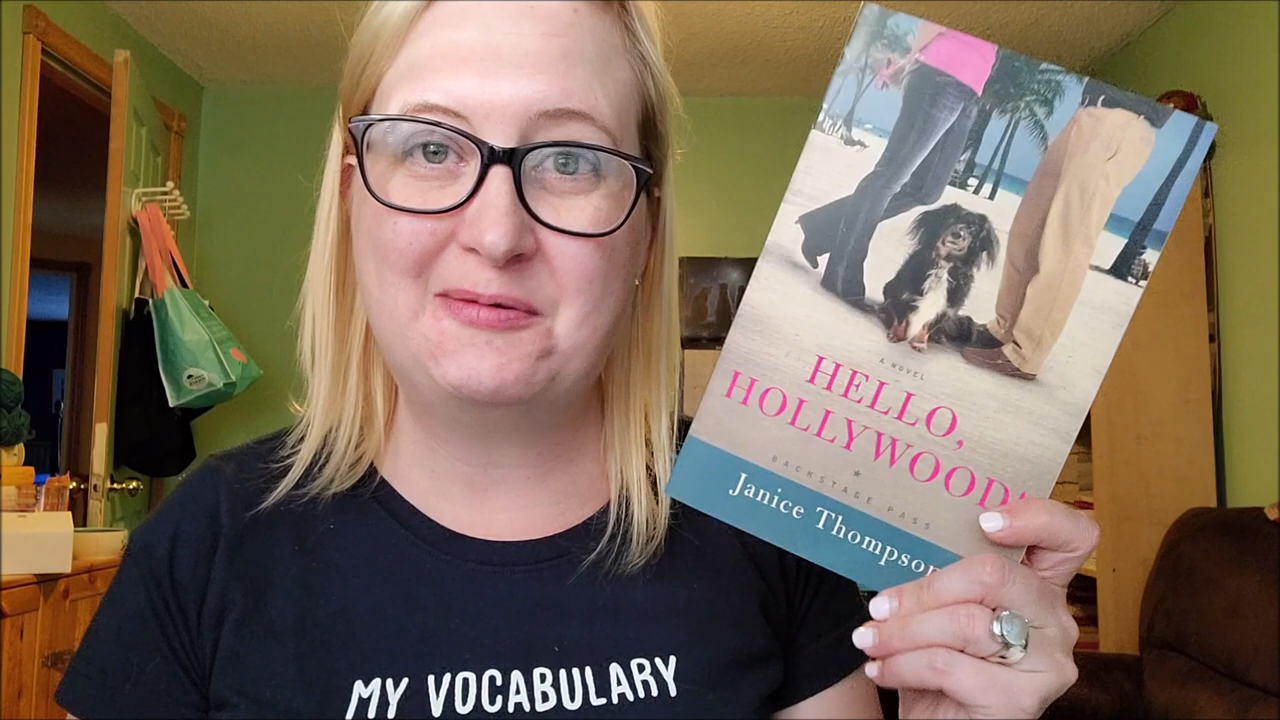 A NOVEL
HELLO,
HOLLYWOOD!
BACKSTAGE PASS
Janice Thompson
MY VOCABULARY